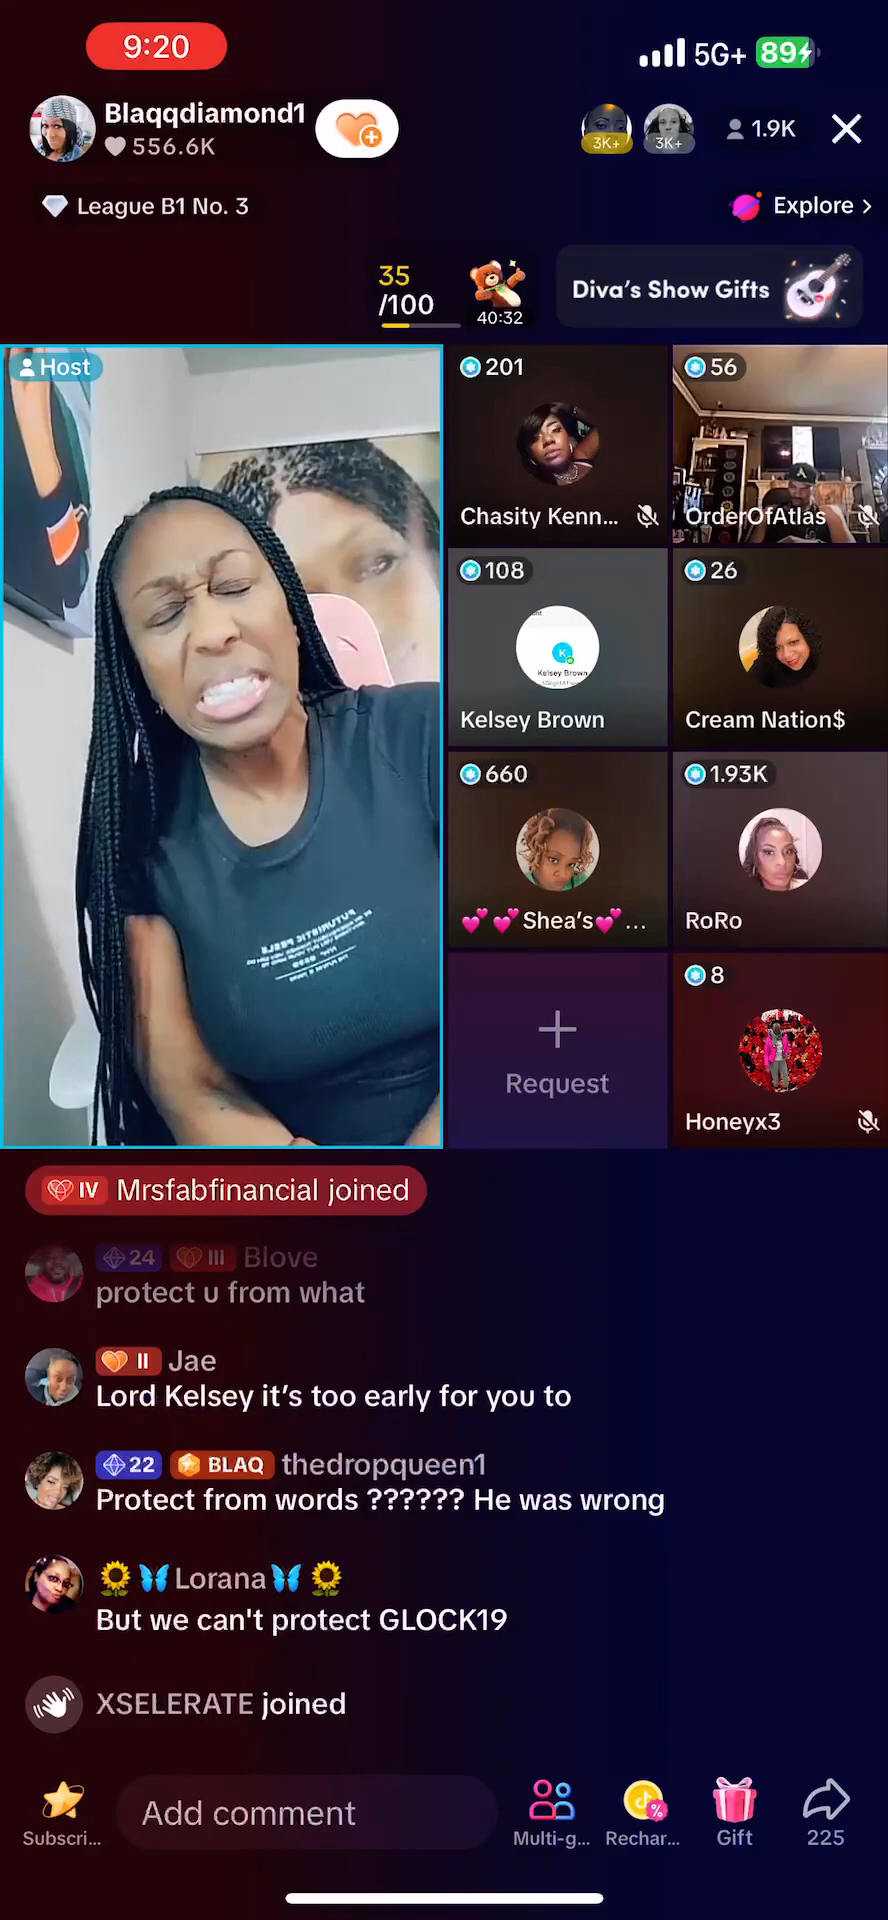 9:20
5G+ 89
Blaqqdiamond1
556.6K
3K+
3K+
1.9K
League B1 No. 3
Explore >
35
/100
40:32
Diva's Show Gifts
Host
201
Chasity Kenn...
56
OrderOfAtlas
108
Kelsey Brown
Kelsey Brown
26
Cream Nation$
660
💕💕Shea's💕...
1.93K
RoRo
Request
8
Honeyx3
IV Mrsfabfinancial joined
24 III Blove
protect u from what
II Jae
Lord Kelsey it's too early for you to
22 BLAQ thedropqueen1
Protect from words ?????? He was wrong
🌻🦋Lorana🦋🌻
But we can't protect GLOCK19
XSELERATE joined
Subscri...
Add comment
Multi-g...
Rechar...
Gift
225